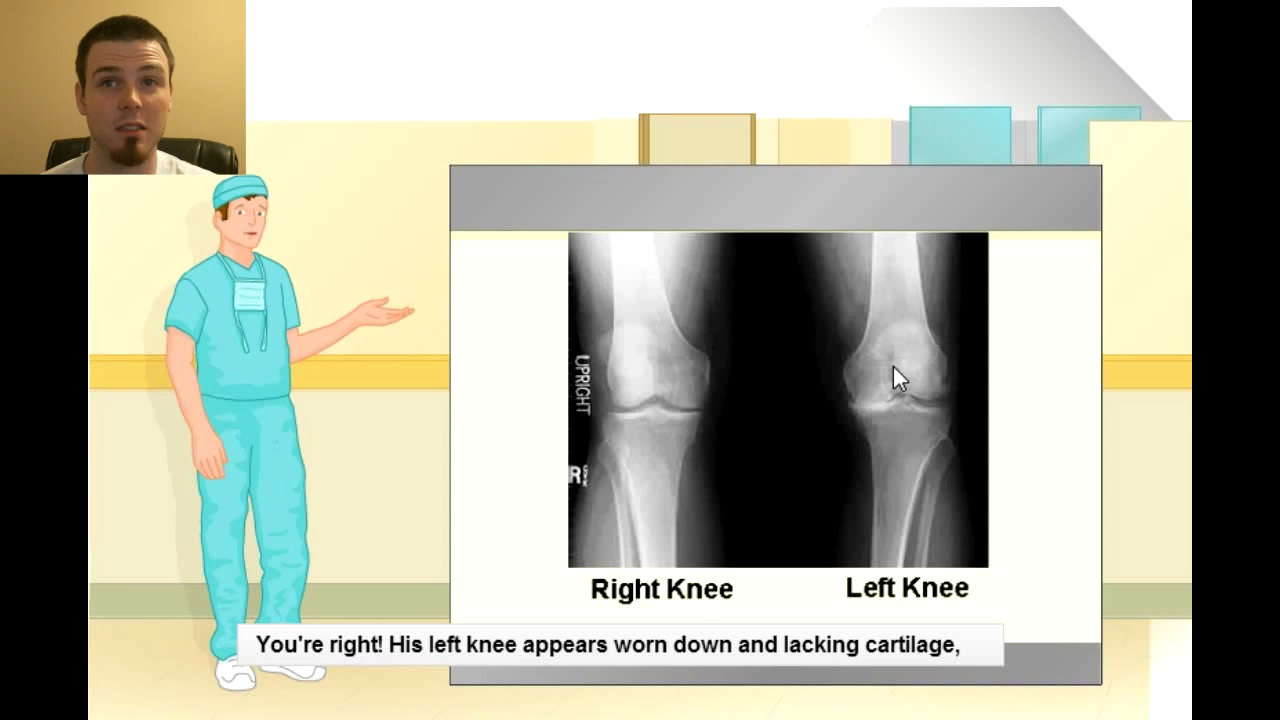 UPRIGHT
R
Right Knee
Left Knee
You're right! His left knee appears worn down and lacking cartilage,